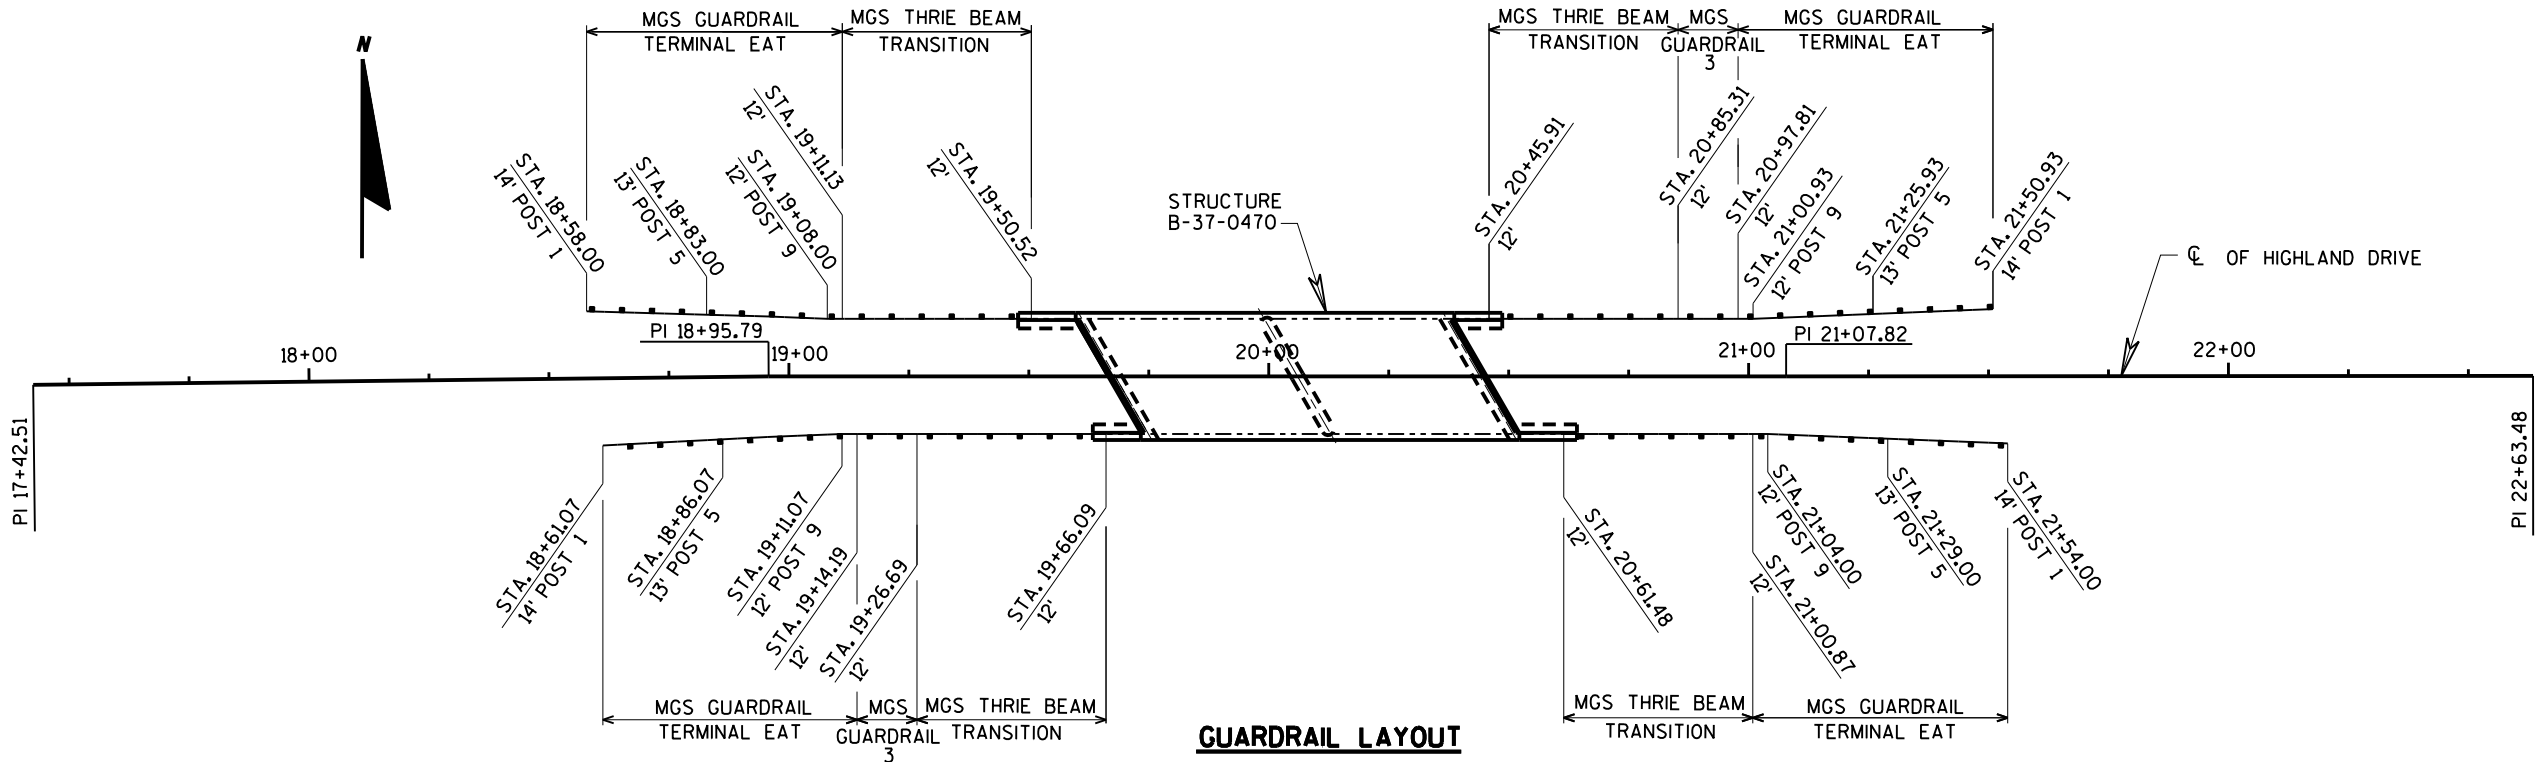 MGS GUARDRAIL
TERMINAL EAT
MGS THRIE BEAM
TRANSITION
MGS THRIE BEAM
TRANSITION
MGS
GUARDRAIL
3
MGS GUARDRAIL
TERMINAL EAT
N
STA. 18+58.00
14' POST 1
STA. 18+83.00
13' POST 5
STA. 19+08.00
12' POST 9
STA. 19+11.13
12'
STA. 19+50.52
12'
STRUCTURE
B-37-0470
STA. 20+45.91
12'
STA. 20+85.31
12'
STA. 20+97.81
12'
STA. 21+00.93
12' POST 9
STA. 21+25.93
13' POST 5
STA. 21+50.93
14' POST 1
℄ OF HIGHLAND DRIVE
PI 18+95.79
PI 21+07.82
18+00
19+00
20+00
21+00
22+00
PI 17+42.51
PI 22+63.48
STA. 18+61.07
14' POST 1
STA. 18+86.07
13' POST 5
STA. 19+11.07
12' POST 9
STA. 19+14.19
12'
STA. 19+26.69
12'
STA. 19+66.09
12'
STA. 20+61.48
12'
STA. 21+00.87
12'
STA. 21+04.00
12' POST 9
STA. 21+29.00
13' POST 5
STA. 21+54.00
14' POST 1
MGS GUARDRAIL
TERMINAL EAT
MGS
GUARDRAIL
3
MGS THRIE BEAM
TRANSITION
MGS THRIE BEAM
TRANSITION
MGS GUARDRAIL
TERMINAL EAT
GUARDRAIL LAYOUT